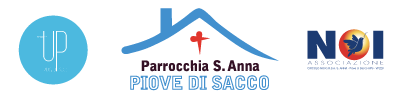 UP
Parrocchia S. Anna
PIOVE DI SACCO
NOI
ASSOCIAZIONE